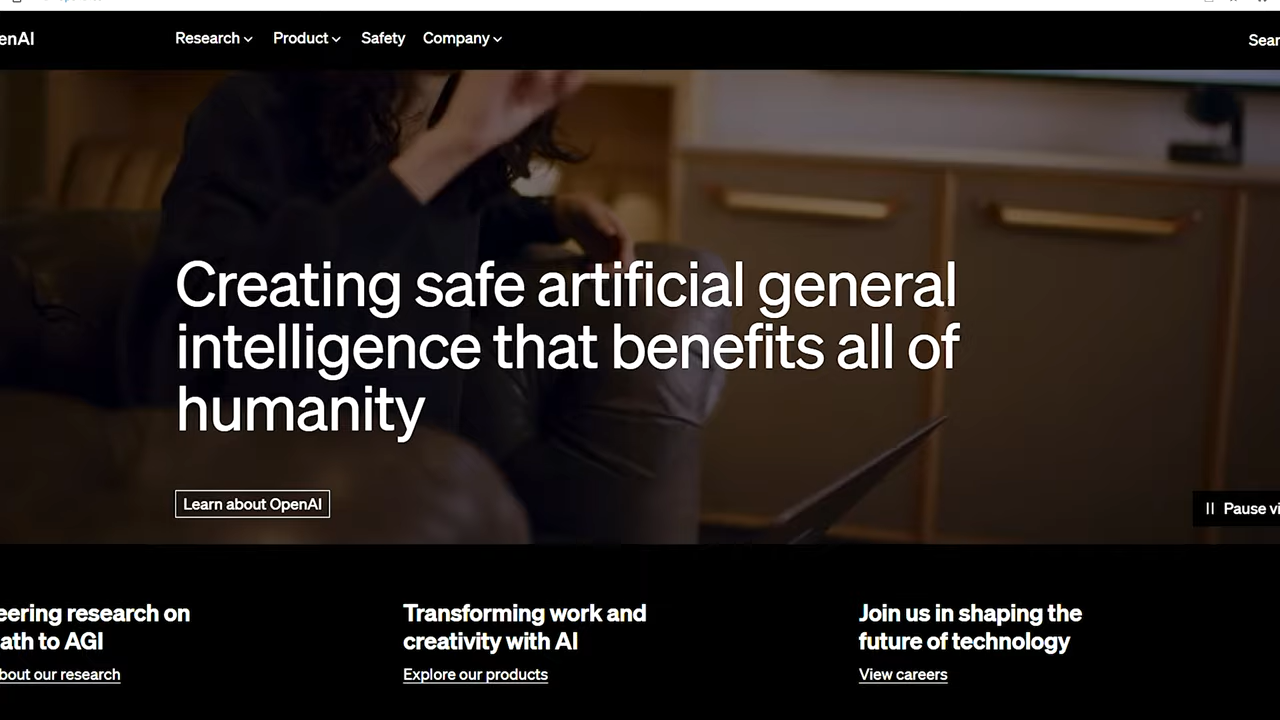 enAI
Research Product Safety Company
Sear
Creating safe artificial general
intelligence that benefits all of
humanity
Learn about OpenAI
Pause vi
eering research on
ath to AGI
bout our research
Transforming work and
creativity with AI
Explore our products
Join us in shaping the
future of technology
View careers